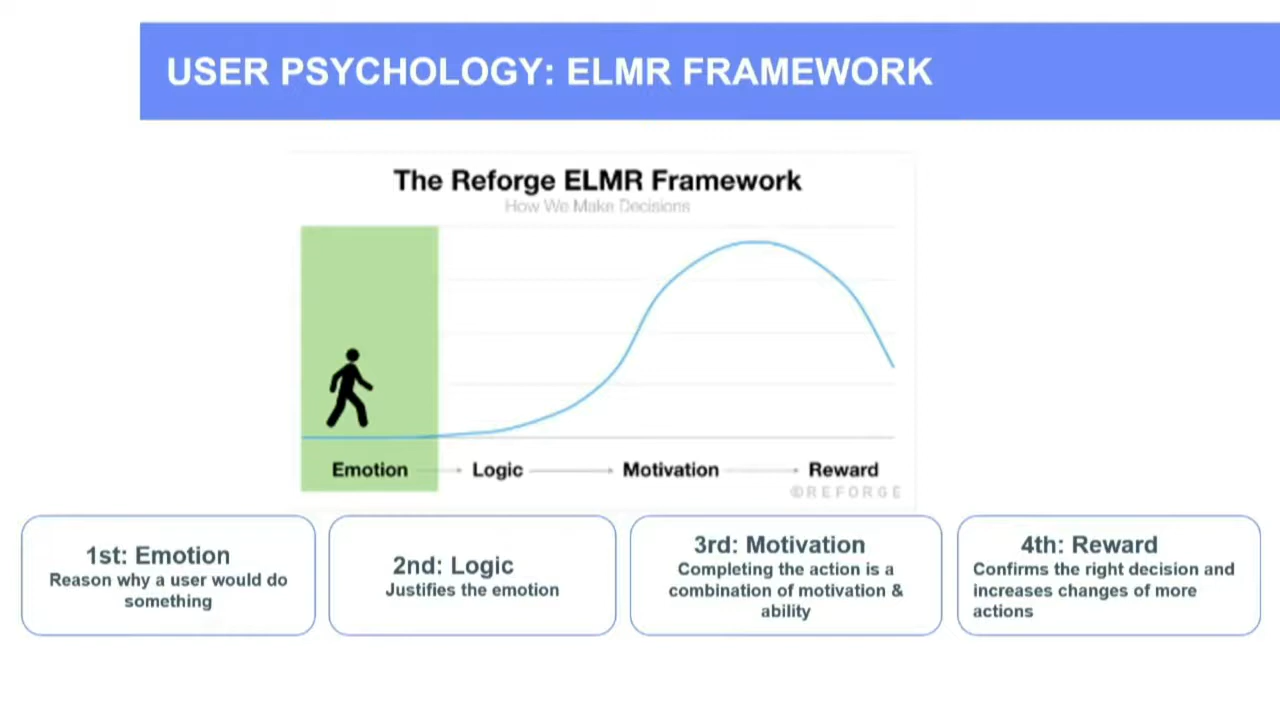 USER PSYCHOLOGY: ELMR FRAMEWORK
The Reforge ELMR Framework
How We Make Decisions
Emotion Logic Motivation Reward
©REFORGE
1st: Emotion
Reason why a user would do
something
2nd: Logic
Justifies the emotion
3rd: Motivation
Completing the action is a
combination of motivation &
ability
4th: Reward
Confirms the right decision and
increases changes of more
actions